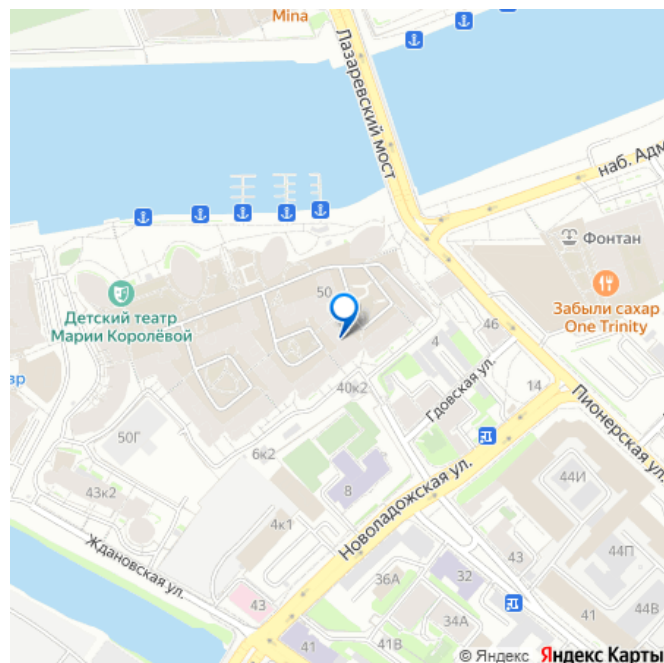 Mina
Лазаревский мост
наб. Адм
Фонтан
Забыли сахар
One Trinity
Детский театр
Марии Королёвой
50
46
4
Гдовская ул.
14
Пионерская ул.
вр
40к2
50Г
6к2
43к2
8
4к1
Новоладожская ул.
44И
44П
43
44В
Ждановская ул.
36А
32
34А
41
43
41
41В
© Яндекс Яндекс Карты